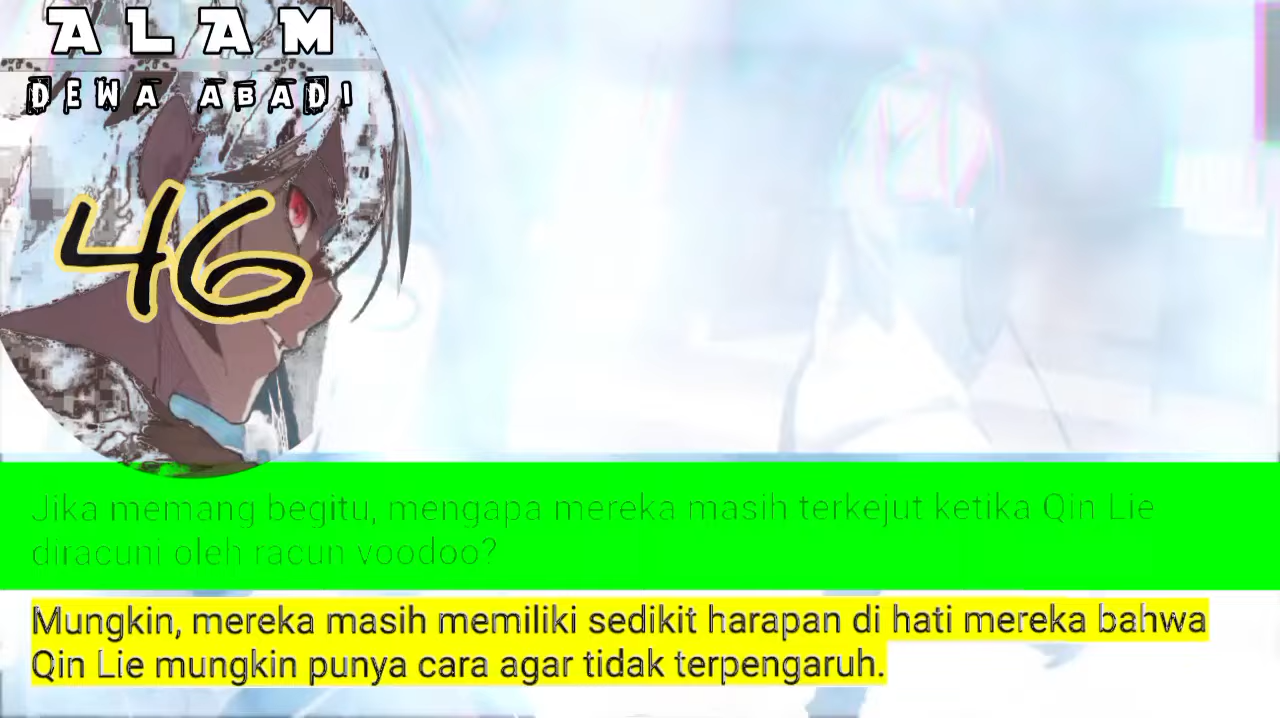 ALAM
DEWA ABADI
46
Jika memang begitu, mengapa mereka masih terkejut ketika Qin Lie
diracuni oleh racun voodoo?
Mungkin, mereka masih memiliki sedikit harapan di hati mereka bahwa
Qin Lie mungkin punya cara agar tidak terpengaruh.